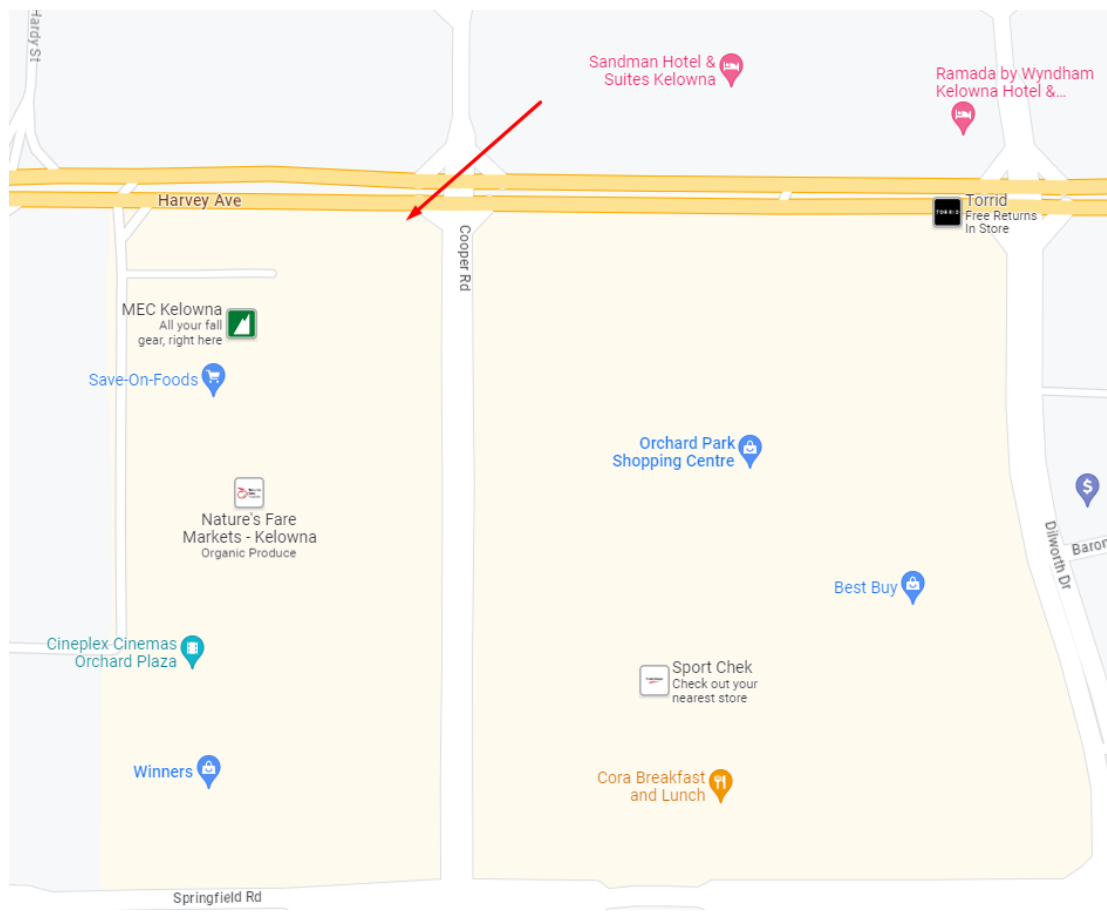 Hardy St
Sandman Hotel &
Suites Kelowna
Ramada by Wyndham
Kelowna Hotel &...
Harvey Ave
Torrid
TORRID
Free Returns
In Store
Cooper Rd
MEC Kelowna
All your fall
gear, right here
Save-On-Foods
Orchard Park
Shopping Centre
$
Nature's Fare
Markets - Kelowna
Organic Produce
Dilworth Dr
Baron
Best Buy
Cineplex Cinemas
Orchard Plaza
Sport Chek
Check out your
nearest store
Winners
Cora Breakfast
and Lunch
Springfield Rd